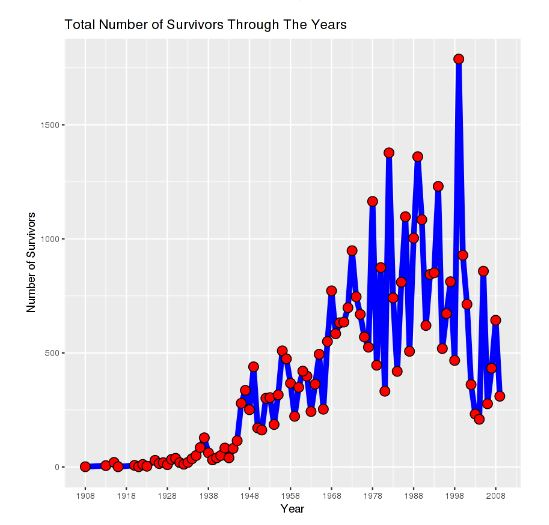 Total Number of Survivors Through The Years
Number of Survivors
1500
1000
500
0
1908 1918 1928 1938 1948 1958 1968 1978 1988 1998 2008
Year